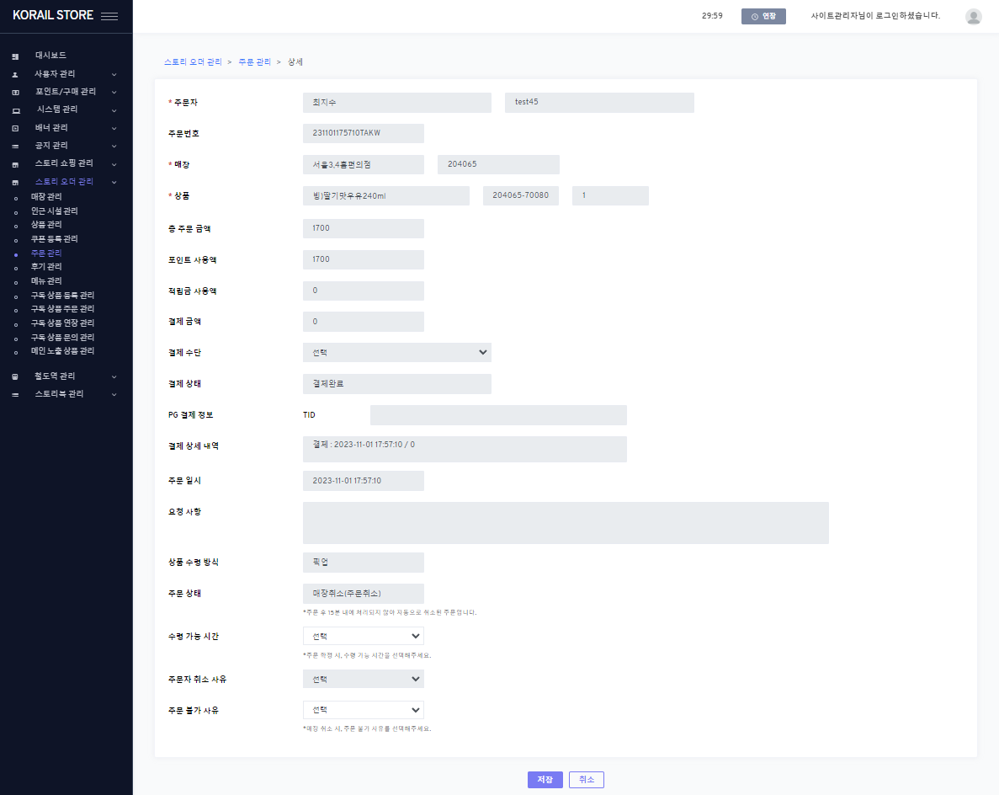 KORAIL STORE
29:59
연장
사이트관리자님이 로그인하셨습니다.
대시보드
사용자 관리
포인트/구매 관리
시스템 관리
배너 관리
공지 관리
스토리 쇼핑 관리
스토리 오더 관리
매장 관리
인근 시설 관리
상품 관리
쿠폰 등록 관리
주문 관리
후기 관리
메뉴 관리
구독 상품 등록 관리
구독 상품 주문 관리
구독 상품 연장 관리
구독 상품 문의 관리
메인 노출 상품 관리
철도역 관리
스토리북 관리
스토리 오더 관리 > 주문 관리 > 상세
* 주문자 최지수 test45
주문번호 231101175710TAKW
* 매장 서울3,4홈편의점 204065
* 상품 빙)딸기맛우유240ml 204065-70080 1
총 주문 금액 1700
포인트 사용액 1700
적립금 사용액 0
결제 금액 0
결제 수단 선택
결제 상태 결제완료
PG 결제 정보 TID
결제 상세 내역 결제 : 2023-11-01 17:57:10 / 0
주문 일시 2023-11-01 17:57:10
요청 사항
상품 수령 방식 픽업
주문 상태 매장취소(주문취소)
*주문 후 15분 내에 처리되지 않아 자동으로 취소된 주문입니다.
수령 가능 시간 선택
*주문 확정 시, 수령 가능 시간을 선택해주세요.
주문자 취소 사유 선택
주문 불가 사유 선택
*매장 취소 시, 주문 불가 사유를 선택해주세요.
저장 취소